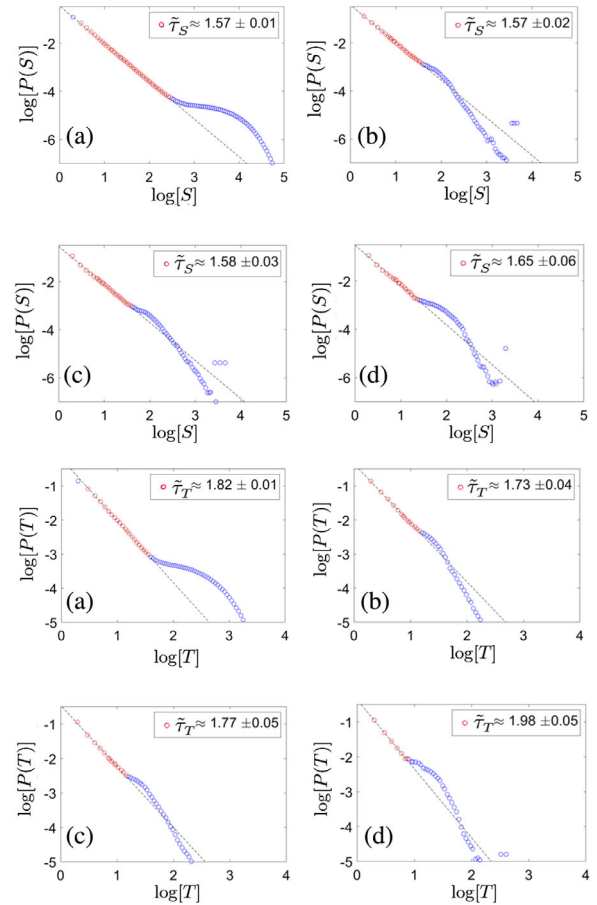 τ̃_S ≈ 1.57 ± 0.01
-2
-4
-6
log[P(S)]
(a)
0 1 2 3 4 5
log[S]
τ̃_S ≈ 1.57 ± 0.02
-2
-4
-6
log[P(S)]
(b)
0 1 2 3 4 5
log[S]
τ̃_S ≈ 1.58 ±0.03
-2
-4
-6
log[P(S)]
(c)
0 1 2 3 4 5
log[S]
τ̃_S ≈ 1.65 ±0.06
-2
-4
-6
log[P(S)]
(d)
0 1 2 3 4 5
log[S]
τ̃_T ≈ 1.82 ± 0.01
-1
-2
-3
-4
-5
log[P(T)]
(a)
0 1 2 3 4
log[T]
τ̃_T ≈ 1.73 ±0.04
-1
-2
-3
-4
-5
log[P(T)]
(b)
0 1 2 3 4
log[T]
τ̃_T ≈ 1.77 ±0.05
-1
-2
-3
-4
-5
log[P(T)]
(c)
0 1 2 3 4
log[T]
τ̃_T ≈ 1.98 ±0.05
-1
-2
-3
-4
-5
log[P(T)]
(d)
0 1 2 3 4
log[T]